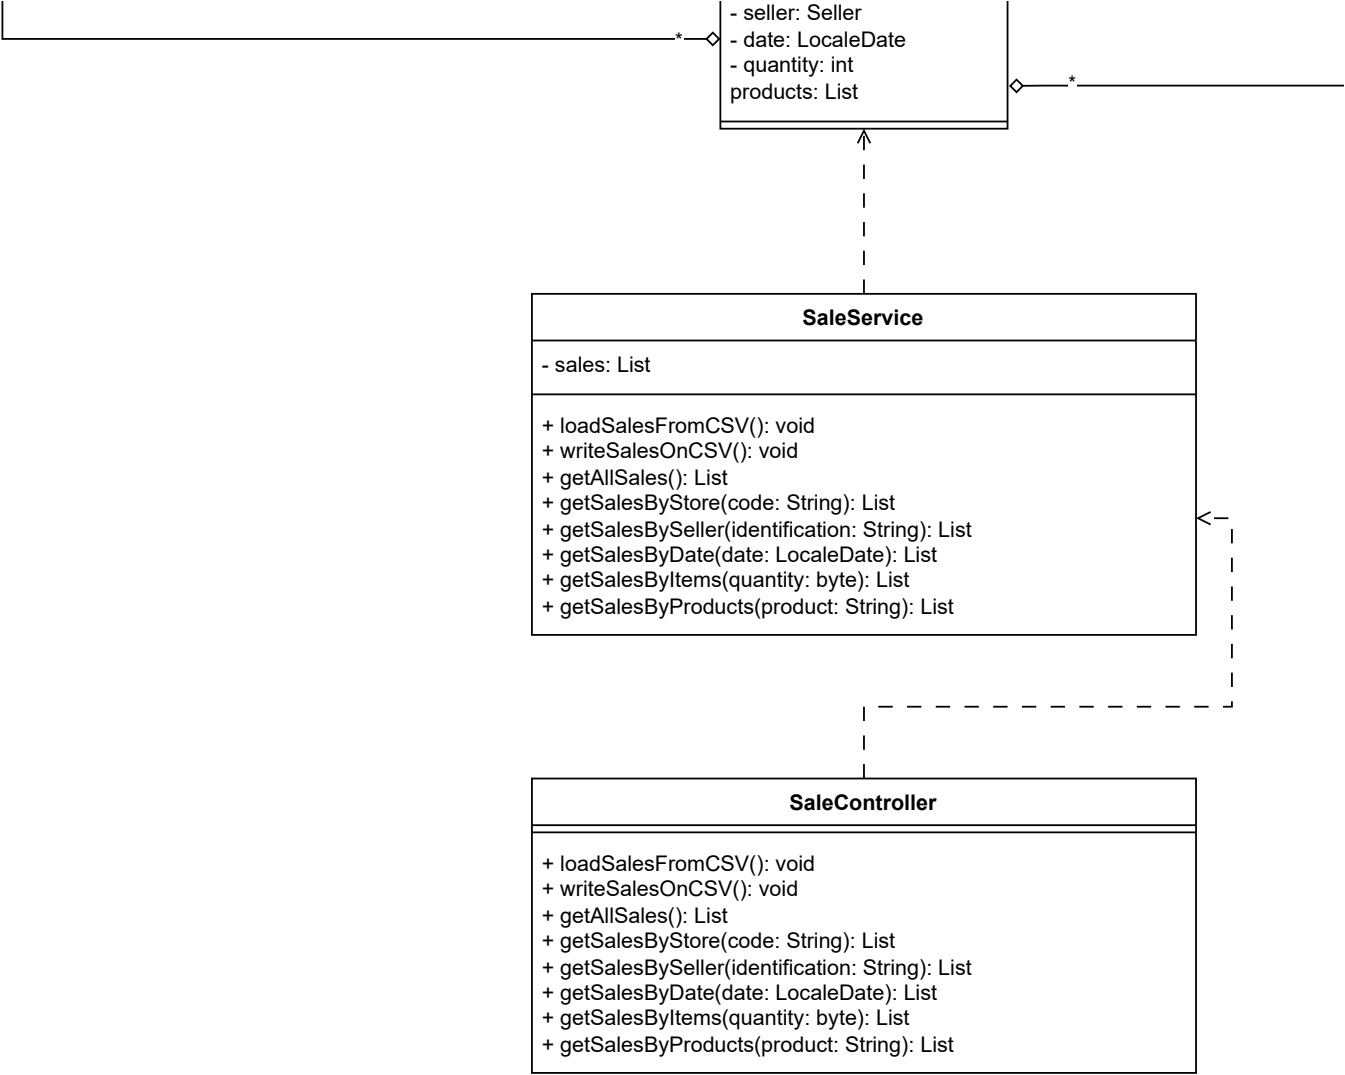 - seller: Seller
*
- date: LocaleDate
- quantity: int
*
products: List
SaleService
- sales: List
+ loadSalesFromCSV(): void
+ writeSalesOnCSV(): void
+ getAllSales(): List
+ getSalesByStore(code: String): List
+ getSalesBySeller(identification: String): List
+ getSalesByDate(date: LocaleDate): List
+ getSalesByItems(quantity: byte): List
+ getSalesByProducts(product: String): List
SaleController
+ loadSalesFromCSV(): void
+ writeSalesOnCSV(): void
+ getAllSales(): List
+ getSalesByStore(code: String): List
+ getSalesBySeller(identification: String): List
+ getSalesByDate(date: LocaleDate): List
+ getSalesByItems(quantity: byte): List
+ getSalesByProducts(product: String): List